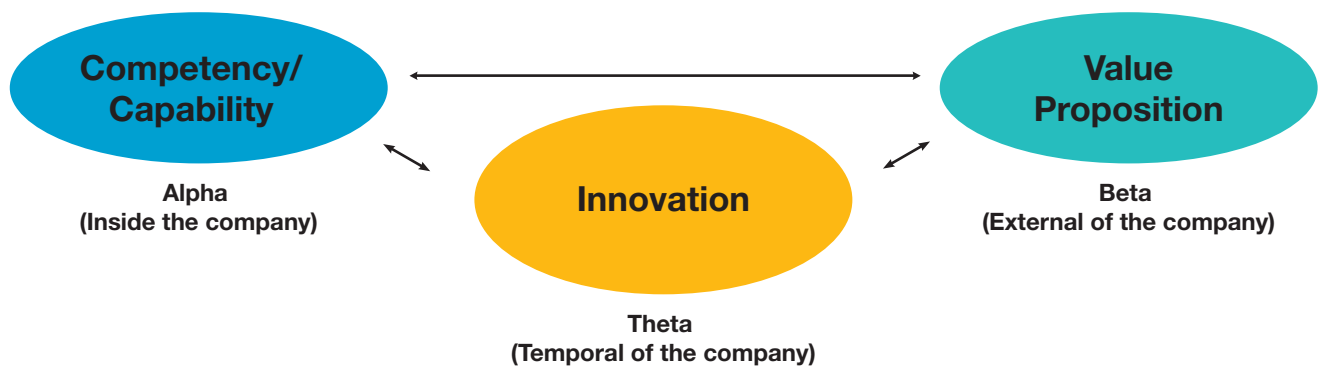 Competency/
Capability
Value
Proposition
Innovation
Alpha
(Inside the company)
Beta
(External of the company)
Theta
(Temporal of the company)